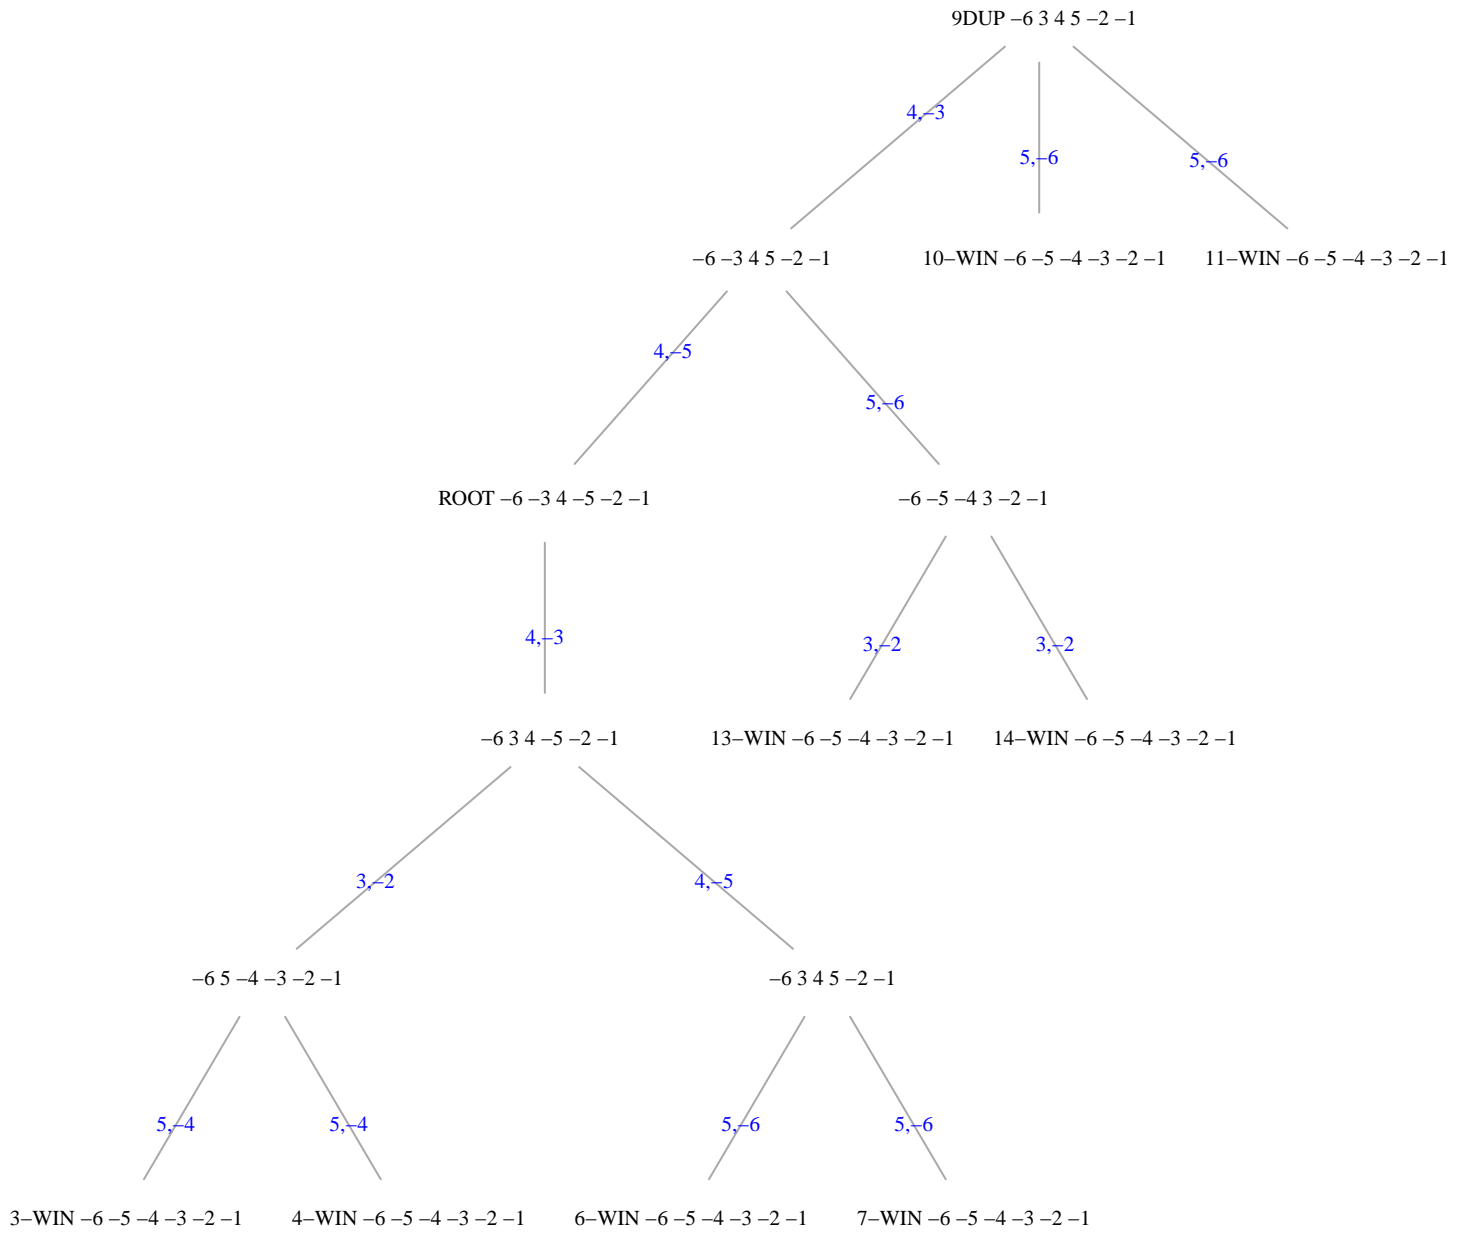 9DUP –6 3 4 5 –2 –1
4,–3
5,–6
5,–6
–6 –3 4 5 –2 –1
10–WIN –6 –5 –4 –3 –2 –1
11–WIN –6 –5 –4 –3 –2 –1
4,–5
5,–6
ROOT –6 –3 4 –5 –2 –1
–6 –5 –4 3 –2 –1
4,–3
3,–2
3,–2
–6 3 4 –5 –2 –1
13–WIN –6 –5 –4 –3 –2 –1
14–WIN –6 –5 –4 –3 –2 –1
3,–2
4,–5
–6 5 –4 –3 –2 –1
–6 3 4 5 –2 –1
5,–4
5,–4
5,–6
5,–6
3–WIN –6 –5 –4 –3 –2 –1
4–WIN –6 –5 –4 –3 –2 –1
6–WIN –6 –5 –4 –3 –2 –1
7–WIN –6 –5 –4 –3 –2 –1